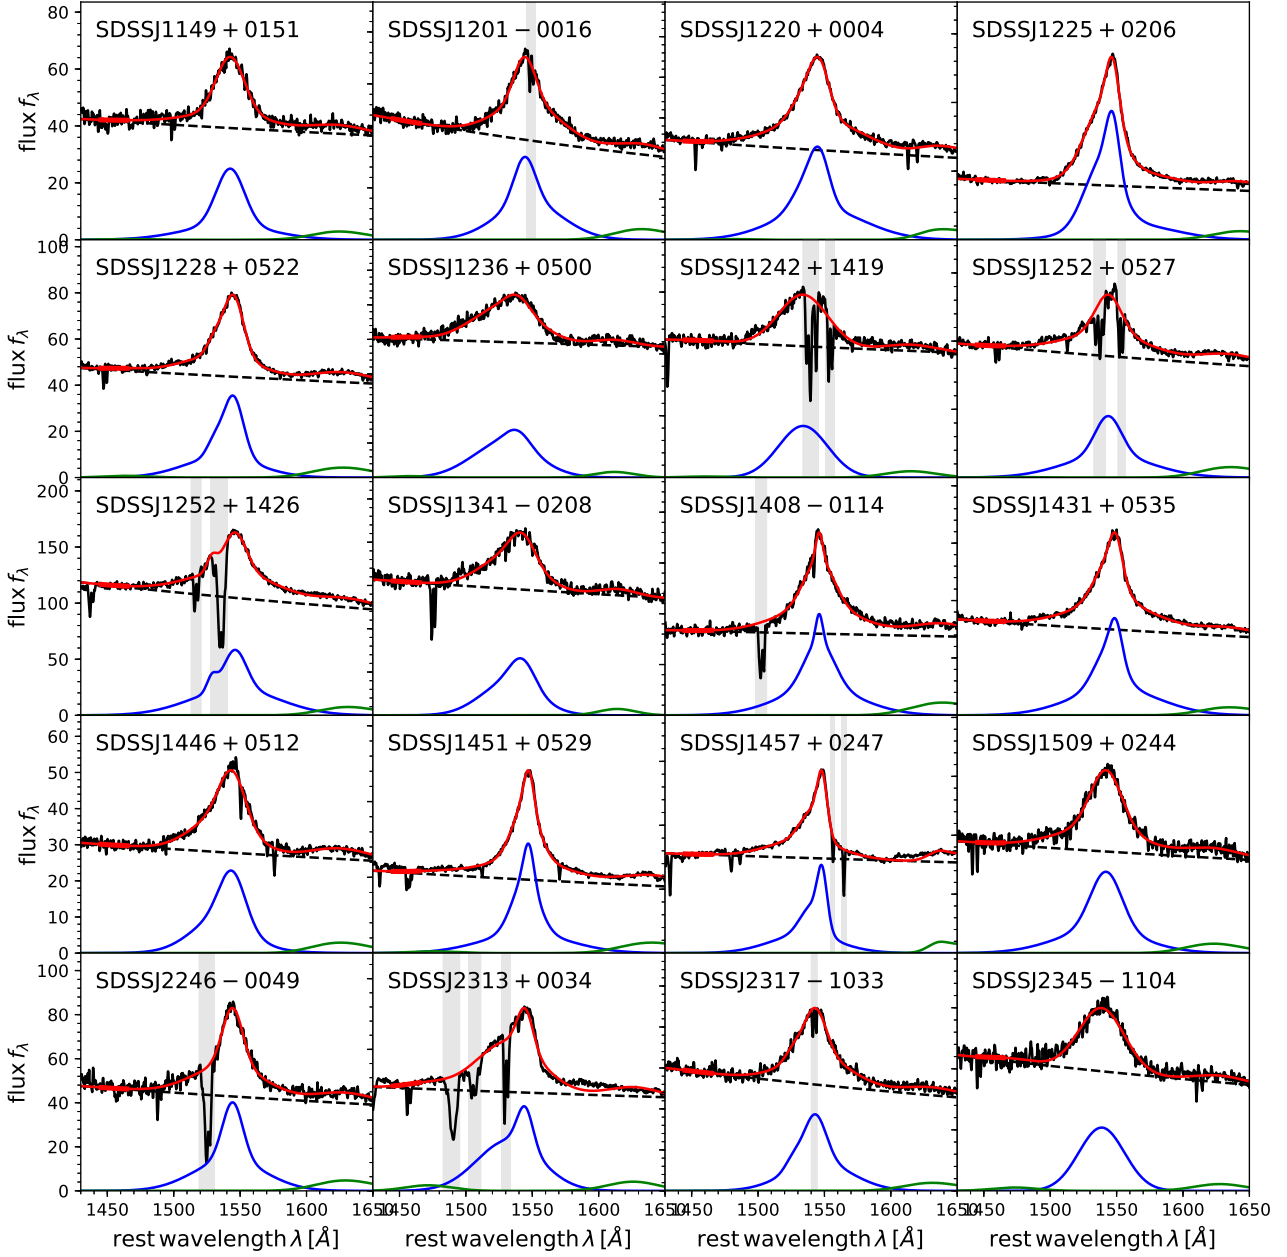 SDSSJ1149 + 0151
SDSSJ1201 − 0016
SDSSJ1220 + 0004
SDSSJ1225 + 0206
80
60
40
20
0
flux fλ
SDSSJ1228 + 0522
SDSSJ1236 + 0500
SDSSJ1242 + 1419
SDSSJ1252 + 0527
100
80
60
40
20
0
flux fλ
SDSSJ1252 + 1426
SDSSJ1341 − 0208
SDSSJ1408 − 0114
SDSSJ1431 + 0535
200
150
100
50
0
flux fλ
SDSSJ1446 + 0512
SDSSJ1451 + 0529
SDSSJ1457 + 0247
SDSSJ1509 + 0244
60
50
40
30
20
10
0
flux fλ
SDSSJ2246 − 0049
SDSSJ2313 + 0034
SDSSJ2317 − 1033
SDSSJ2345 − 1104
100
80
60
40
20
0
flux fλ
1450 1500 1550 1600 1650
1450 1500 1550 1600 1650
1450 1500 1550 1600 1650
1450 1500 1550 1600 1650
rest wavelength λ [Å]
rest wavelength λ [Å]
rest wavelength λ [Å]
rest wavelength λ [Å]